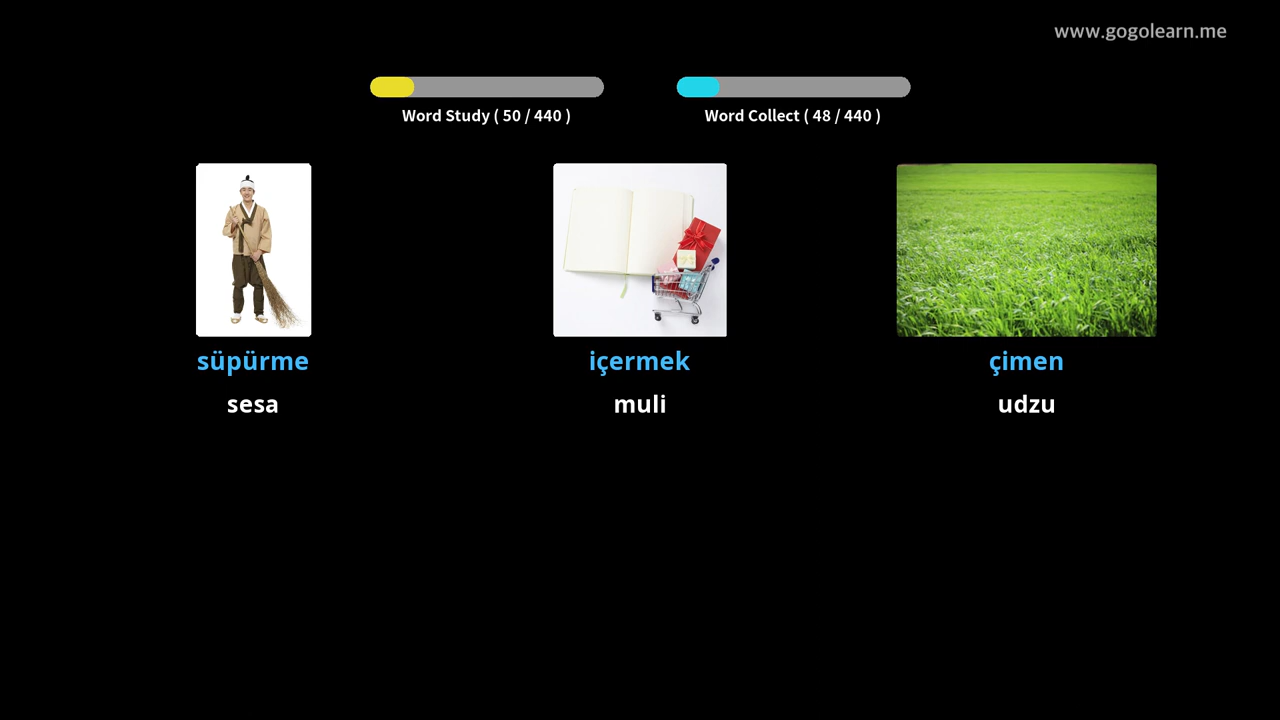 www.gogolearn.me
Word Study ( 50 / 440 )
Word Collect ( 48 / 440 )
süpürme
içermek
çimen
sesa
muli
udzu